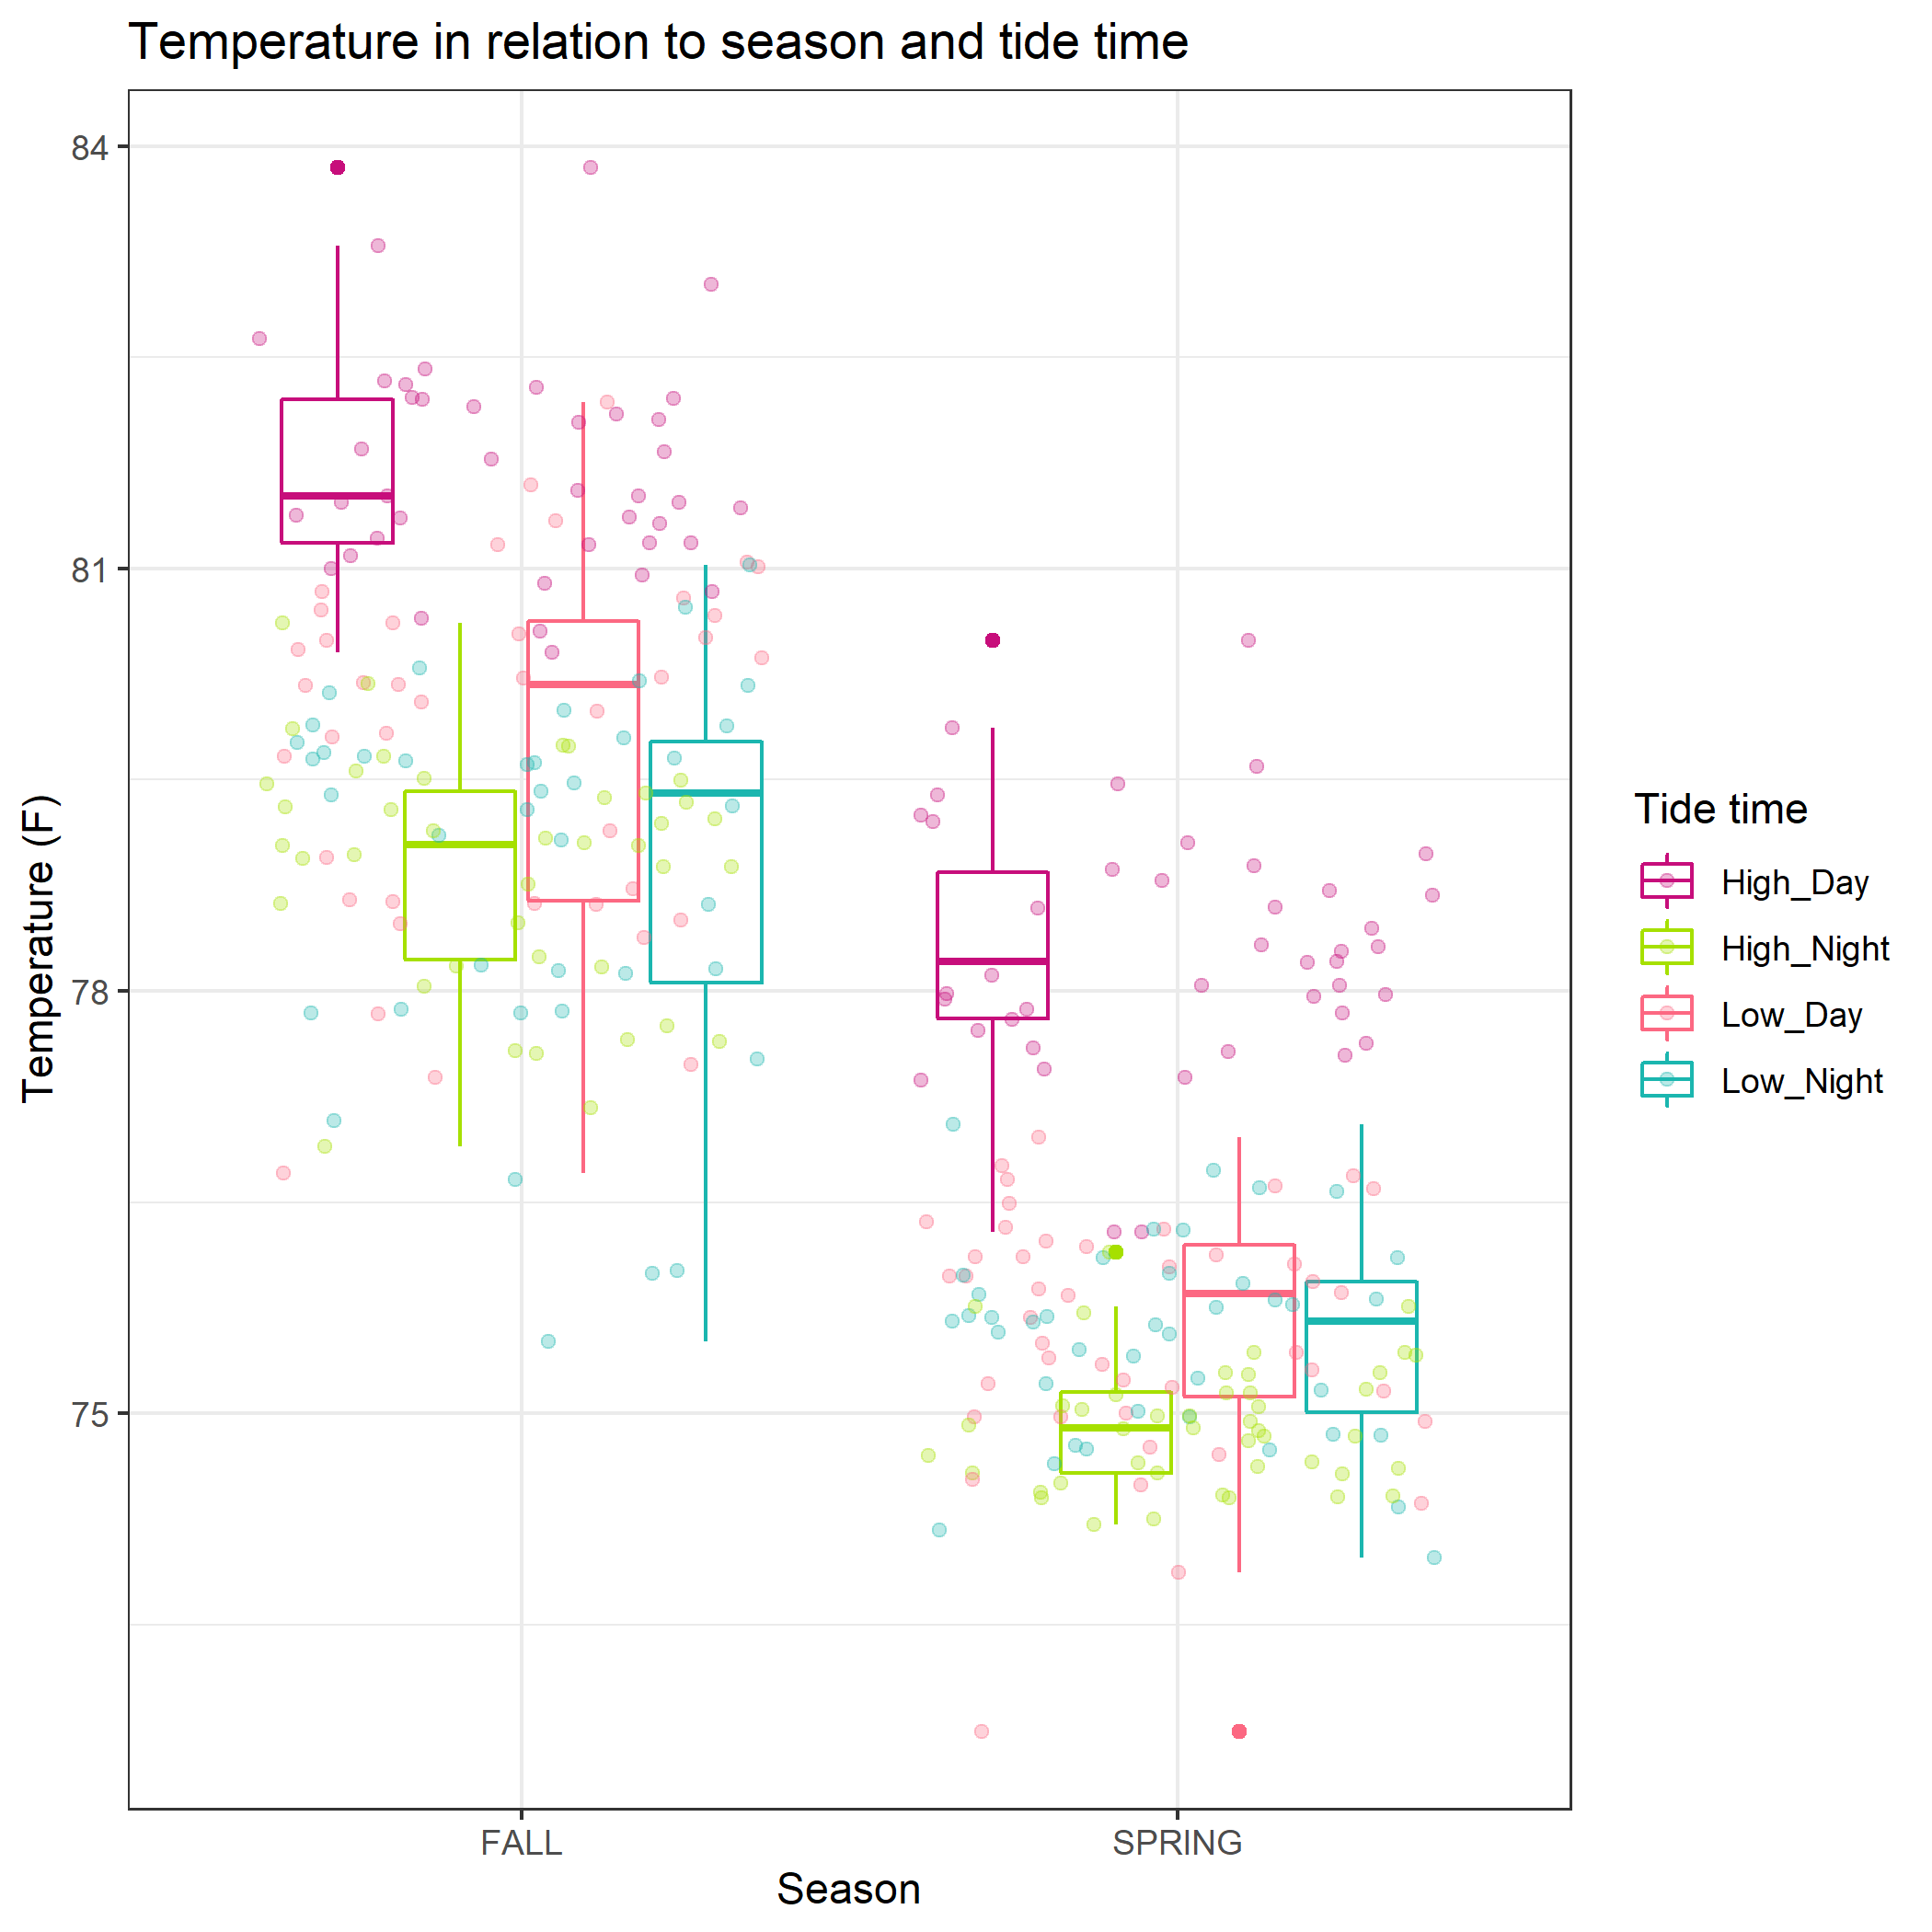 Temperature in relation to season and tide time
84
81
78
75
Temperature (F)
FALL
SPRING
Season
Tide time
High_Day
High_Night
Low_Day
Low_Night